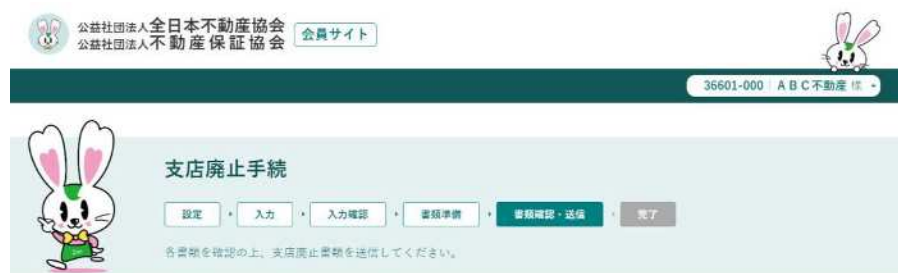 公益社団法人全日本不動産協会
公益社団法人不動産保証協会
会員サイト
36601-000 ABC不動産 様
支店廃止手続
設定 入力 入力確認 書類準備 書類確認・送信 完了
各書類を確認の上、支店廃止書類を送信してください。